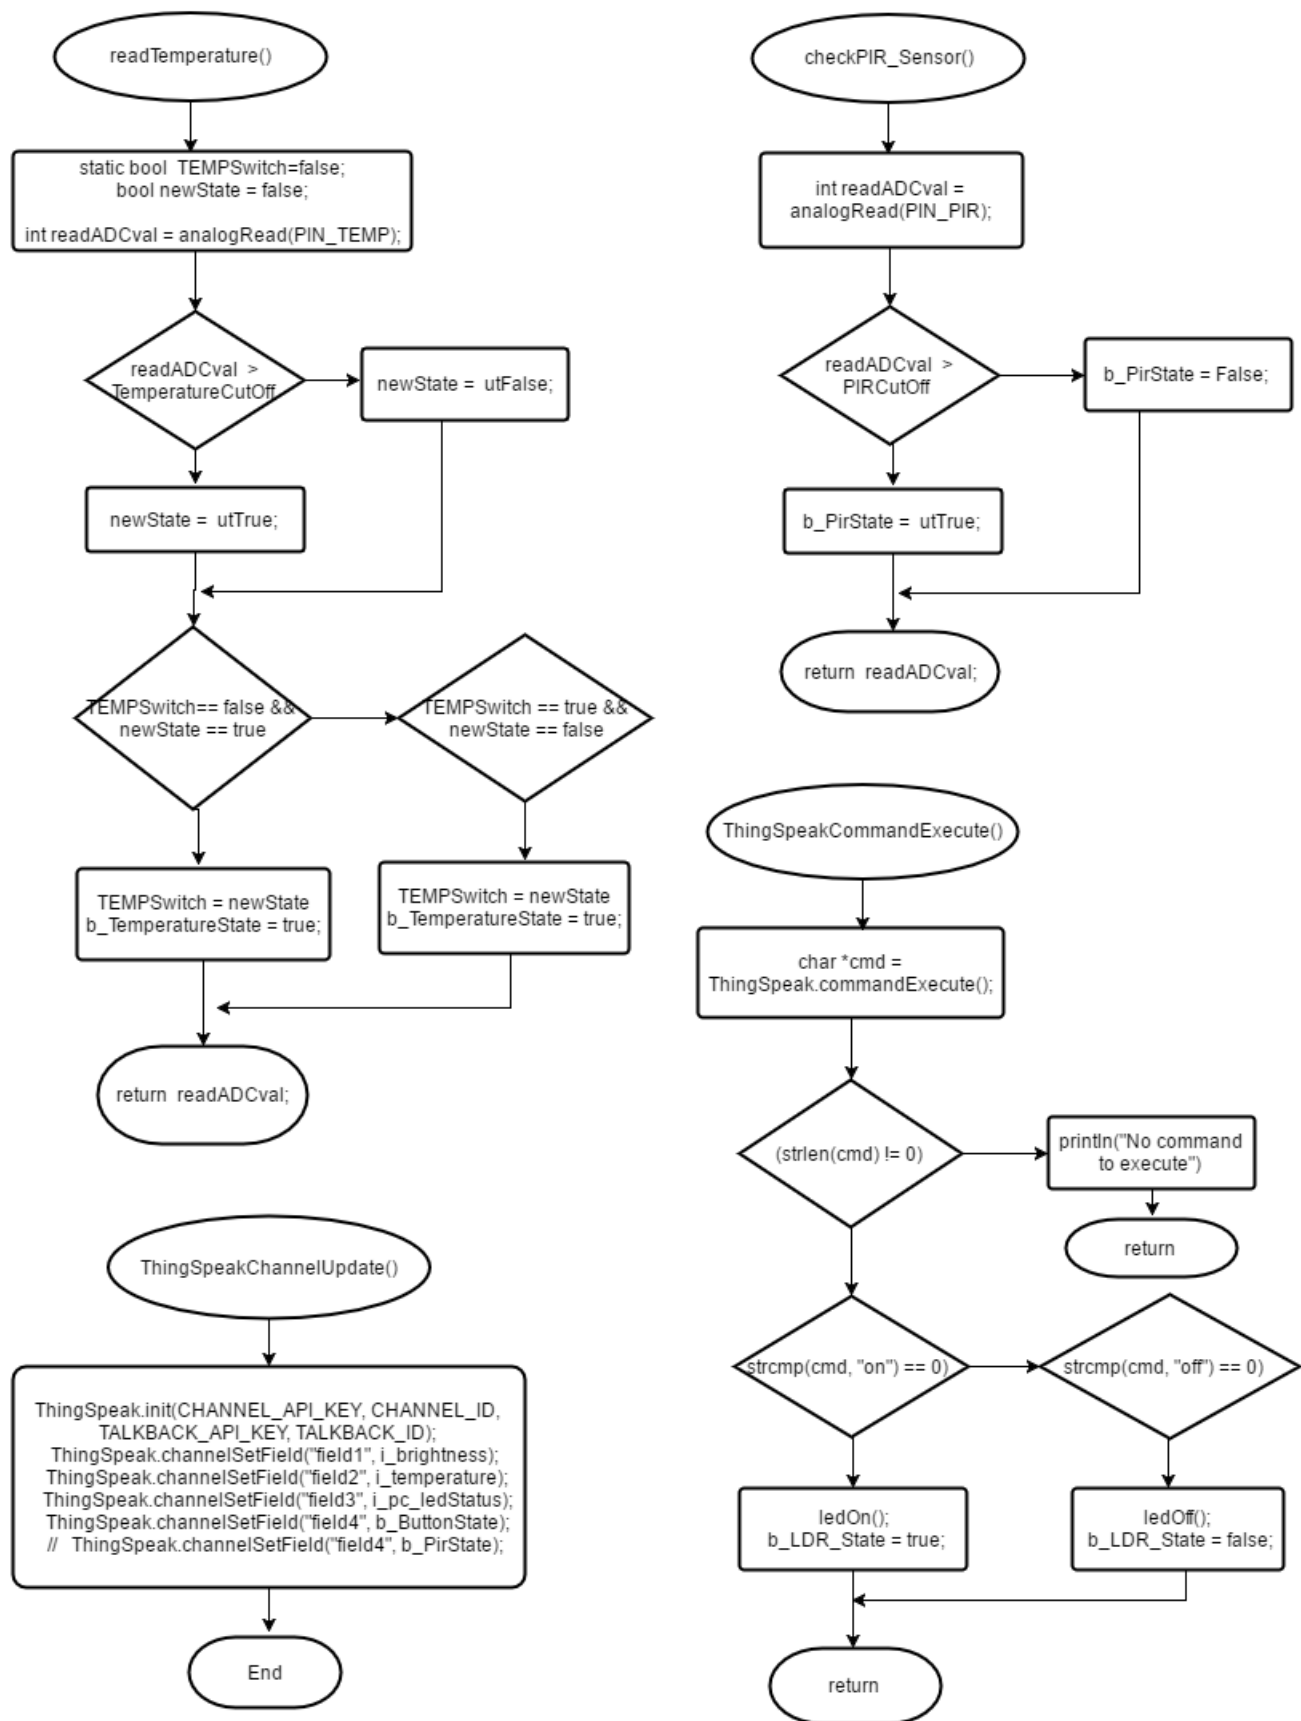 readTemperature()
static bool  TEMPSwitch=false;
bool newState = false;
int readADCval = analogRead(PIN_TEMP);
readADCval  >
TemperatureCutOff
newState =  utFalse;
newState =  utTrue;
TEMPSwitch== false &&
newState == true
TEMPSwitch == true &&
newState == false
TEMPSwitch = newState
b_TemperatureState = true;
TEMPSwitch = newState
b_TemperatureState = true;
return  readADCval;
checkPIR_Sensor()
int readADCval =
analogRead(PIN_PIR);
readADCval  >
PIRCutOff
b_PirState = False;
b_PirState =  utTrue;
return  readADCval;
ThingSpeakCommandExecute()
char *cmd =
ThingSpeak.commandExecute();
(strlen(cmd) != 0)
println("No command
to execute")
return
strcmp(cmd, "on") == 0)
strcmp(cmd, "off") == 0)
ledOn();
b_LDR_State = true;
ledOff();
b_LDR_State = false;
return
ThingSpeakChannelUpdate()
ThingSpeak.init(CHANNEL_API_KEY, CHANNEL_ID,
TALKBACK_API_KEY, TALKBACK_ID);
ThingSpeak.channelSetField("field1", i_brightness);
ThingSpeak.channelSetField("field2", i_temperature);
ThingSpeak.channelSetField("field3", i_pc_ledStatus);
ThingSpeak.channelSetField("field4", b_ButtonState);
//   ThingSpeak.channelSetField("field4", b_PirState);
End